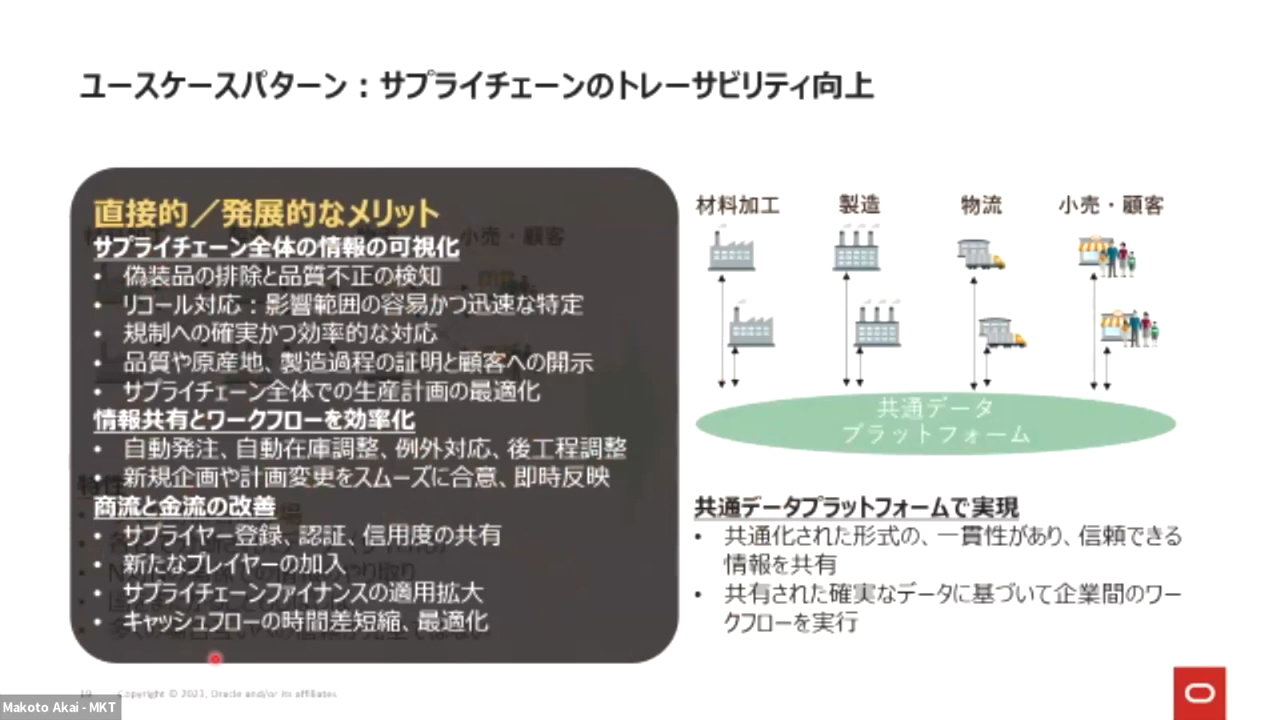 ユースケースパターン：サプライチェーンのトレーサビリティ向上
直接的／発展的なメリット
サプライチェーン全体の情報の可視化
• 偽装品の排除と品質不正の検知
• リコール対応：影響範囲の容易かつ迅速な特定
• 規制への確実かつ効率的な対応
• 品質や原産地、製造過程の証明と顧客への開示
• サプライチェーン全体での生産計画の最適化
情報共有とワークフローを効率化
• 自動発注、自動在庫調整、例外対応、後工程調整
• 新規企画や計画変更をスムーズに合意、即時反映
商流と金流の改善
• サプライヤー登録、認証、信用度の共有
• 新たなプレイヤーの加入
• サプライチェーンファイナンスの適用拡大
• キャッシュフローの時間差短縮、最適化
小売・顧客
材料加工
製造
物流
小売・顧客
共通データ
プラットフォーム
共通データプラットフォームで実現
• 共通化された形式の、一貫性があり、信頼できる
情報を共有
• 共有された確実なデータに基づいて企業間のワー
クフローを実行
Copyright © 2023, Oracle and/or its affiliates
Makoto Akai - MKT